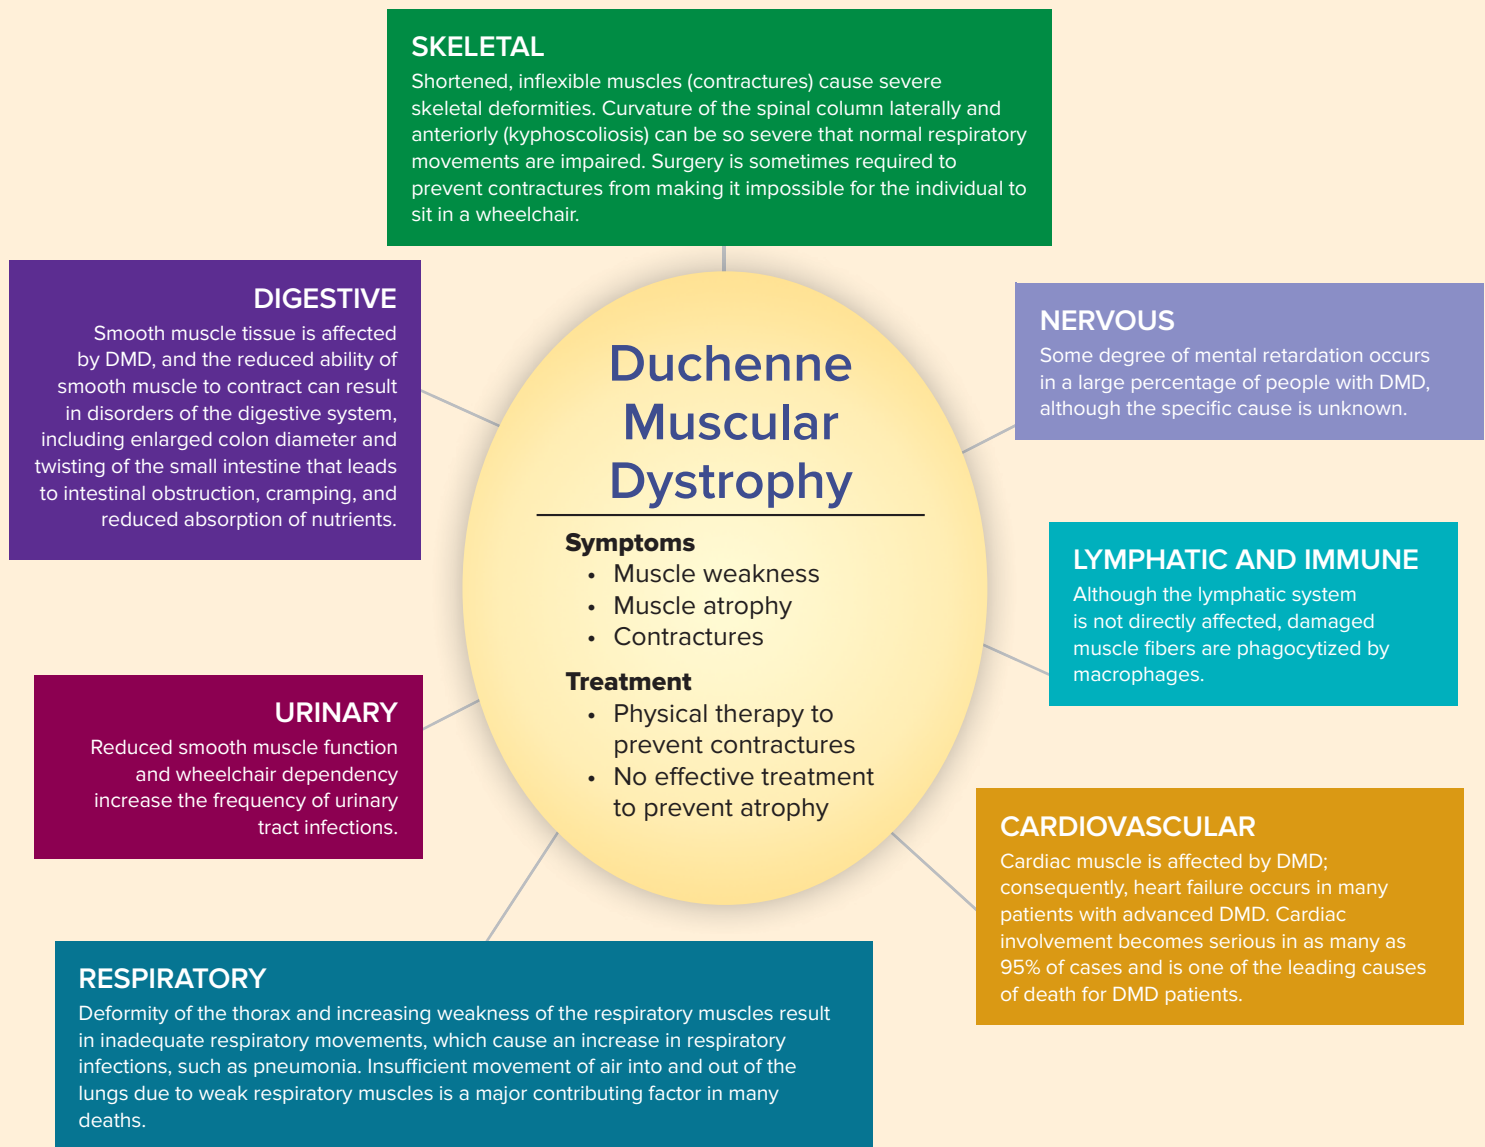 SKELETAL
Shortened, inflexible muscles (contractures) cause severe
skeletal deformities. Curvature of the spinal column laterally and
anteriorly (kyphoscoliosis) can be so severe that normal respiratory
movements are impaired. Surgery is sometimes required to
prevent contractures from making it impossible for the individual to
sit in a wheelchair.
DIGESTIVE
Smooth muscle tissue is affected
by DMD, and the reduced ability of
smooth muscle to contract can result
in disorders of the digestive system,
including enlarged colon diameter and
twisting of the small intestine that leads
to intestinal obstruction, cramping, and
reduced absorption of nutrients.
NERVOUS
Some degree of mental retardation occurs
in a large percentage of people with DMD,
although the specific cause is unknown.
Duchenne
Muscular
Dystrophy
Symptoms
• Muscle weakness
• Muscle atrophy
• Contractures
Treatment
• Physical therapy to
prevent contractures
• No effective treatment
to prevent atrophy
LYMPHATIC AND IMMUNE
Although the lymphatic system
is not directly affected, damaged
muscle fibers are phagocytized by
macrophages.
URINARY
Reduced smooth muscle function
and wheelchair dependency
increase the frequency of urinary
tract infections.
CARDIOVASCULAR
Cardiac muscle is affected by DMD;
consequently, heart failure occurs in many
patients with advanced DMD. Cardiac
involvement becomes serious in as many as
95% of cases and is one of the leading causes
of death for DMD patients.
RESPIRATORY
Deformity of the thorax and increasing weakness of the respiratory muscles result
in inadequate respiratory movements, which cause an increase in respiratory
infections, such as pneumonia. Insufficient movement of air into and out of the
lungs due to weak respiratory muscles is a major contributing factor in many
deaths.